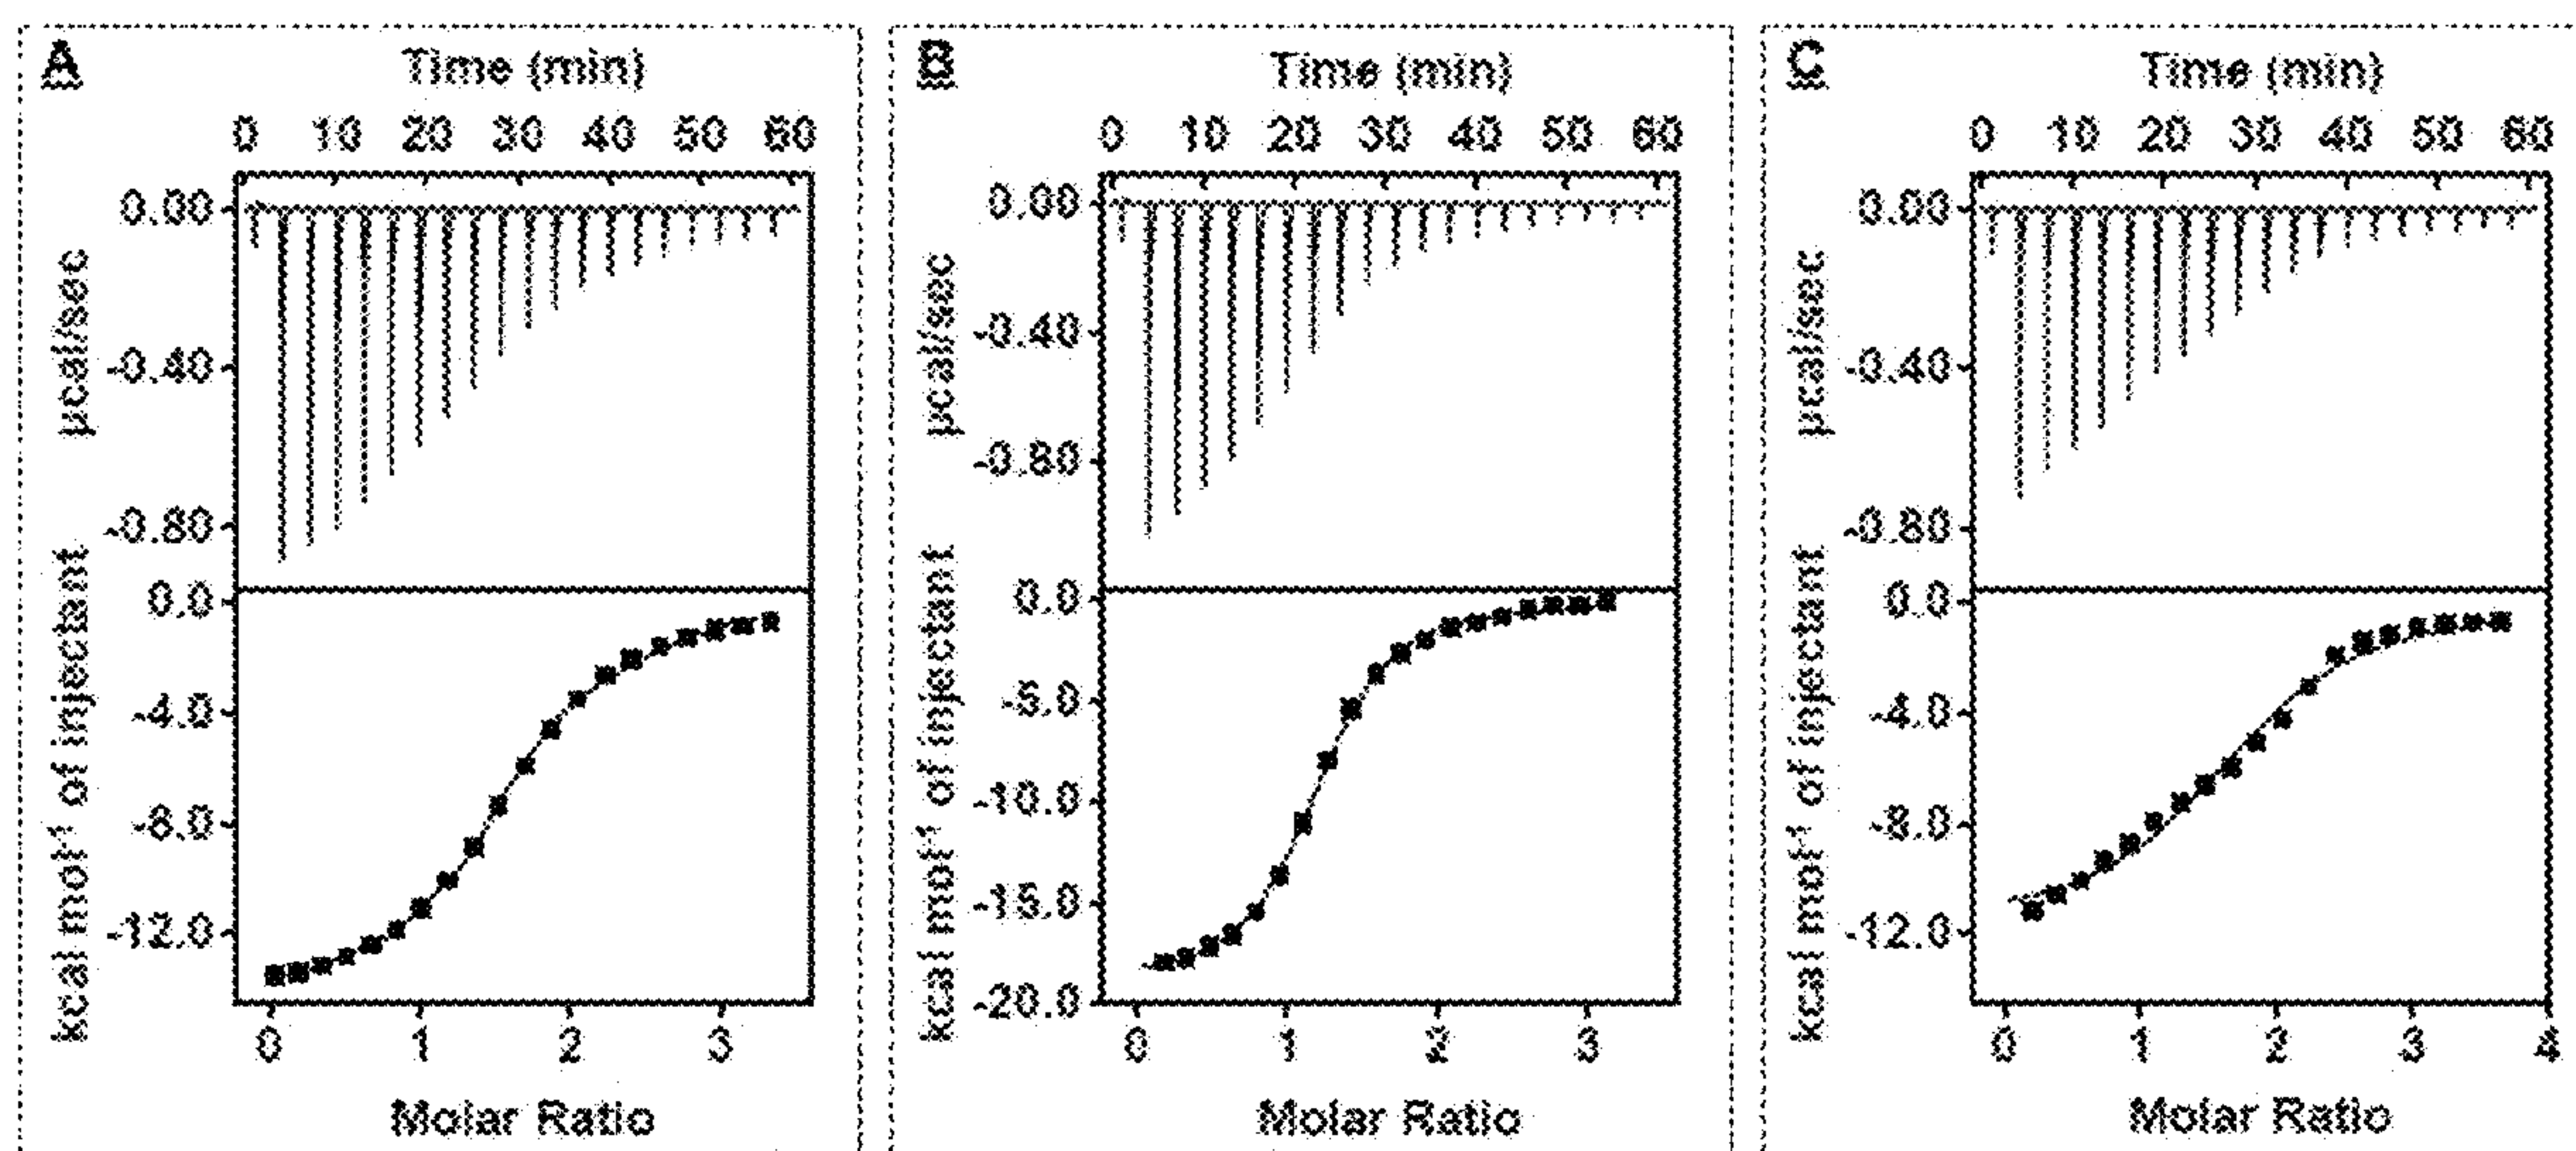 A
Time (min)
0 10 20 30 40 50 60
0.00
-0.40
-0.80
µcal/sec
0.0
-4.0
-8.0
-12.0
kcal mol-1 of injectant
0 1 2 3
Molar Ratio
B
Time (min)
0 10 20 30 40 50 60
0.00
-0.40
-0.80
µcal/sec
0.0
-5.0
-10.0
-15.0
-20.0
kcal mol-1 of injectant
0 1 2 3
Molar Ratio
C
Time (min)
0 10 20 30 40 50 60
0.00
-0.40
-0.80
µcal/sec
0.0
-4.0
-8.0
-12.0
kcal mol-1 of injectant
0 1 2 3 4
Molar Ratio